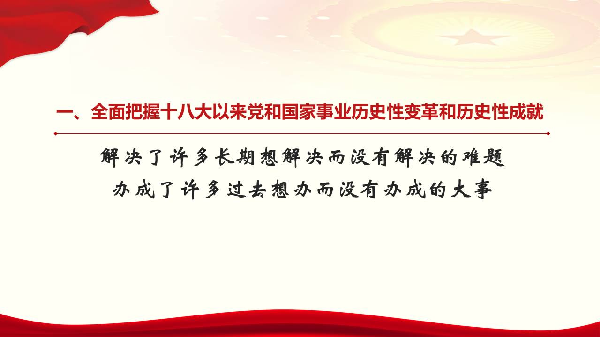 一、全面把握十八大以来党和国家事业历史性变革和历史性成就
解决了许多长期想解决而没有解决的难题
办成了许多过去想办而没有办成的大事